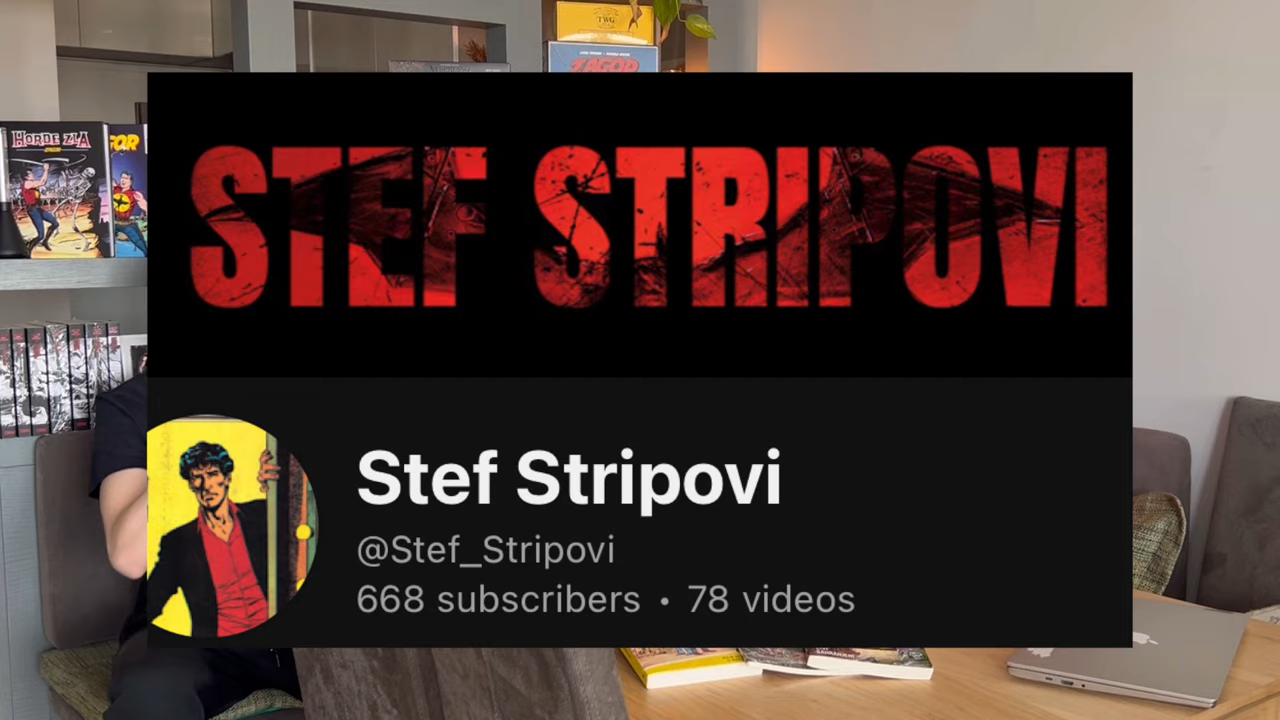 TWG
ZAGOR
HORDE ZLA
STEF STRIPOVI
Stef Stripovi
@Stef_Stripovi
668 subscribers • 78 videos